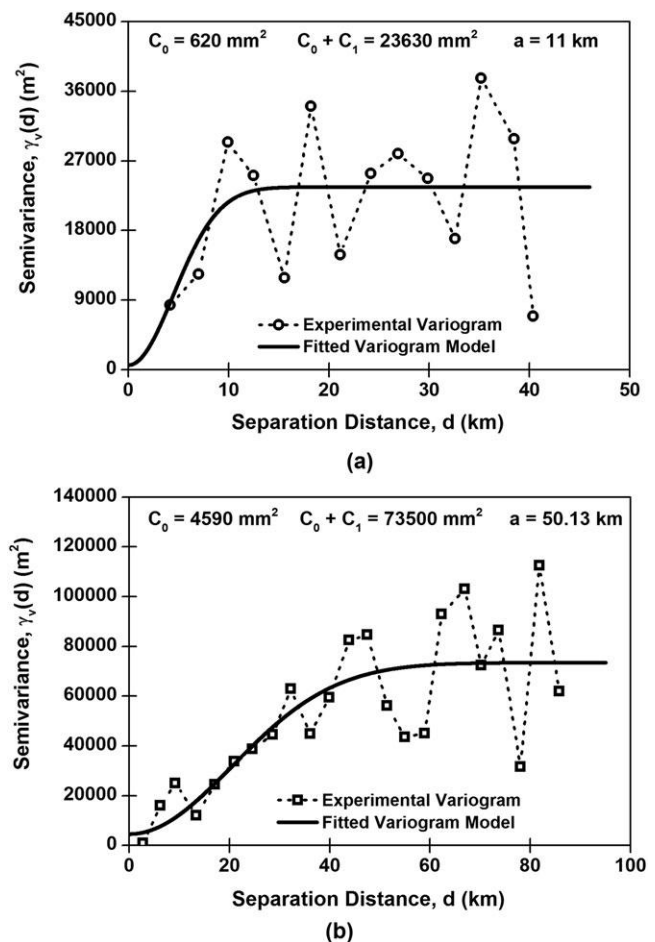 45000
C₀ = 620 mm² C₀ + C₁ = 23630 mm² a = 11 km
36000
27000
18000
9000
0
Semivariance, γᵥ(d) (m²)
Experimental Variogram
Fitted Variogram Model
0 10 20 30 40 50
Separation Distance, d (km)
(a)
140000
C₀ = 4590 mm² C₀ + C₁ = 73500 mm² a = 50.13 km
120000
100000
80000
60000
40000
20000
0
Semivariance, γᵥ(d) (m²)
Experimental Variogram
Fitted Variogram Model
0 20 40 60 80 100
Separation Distance, d (km)
(b)